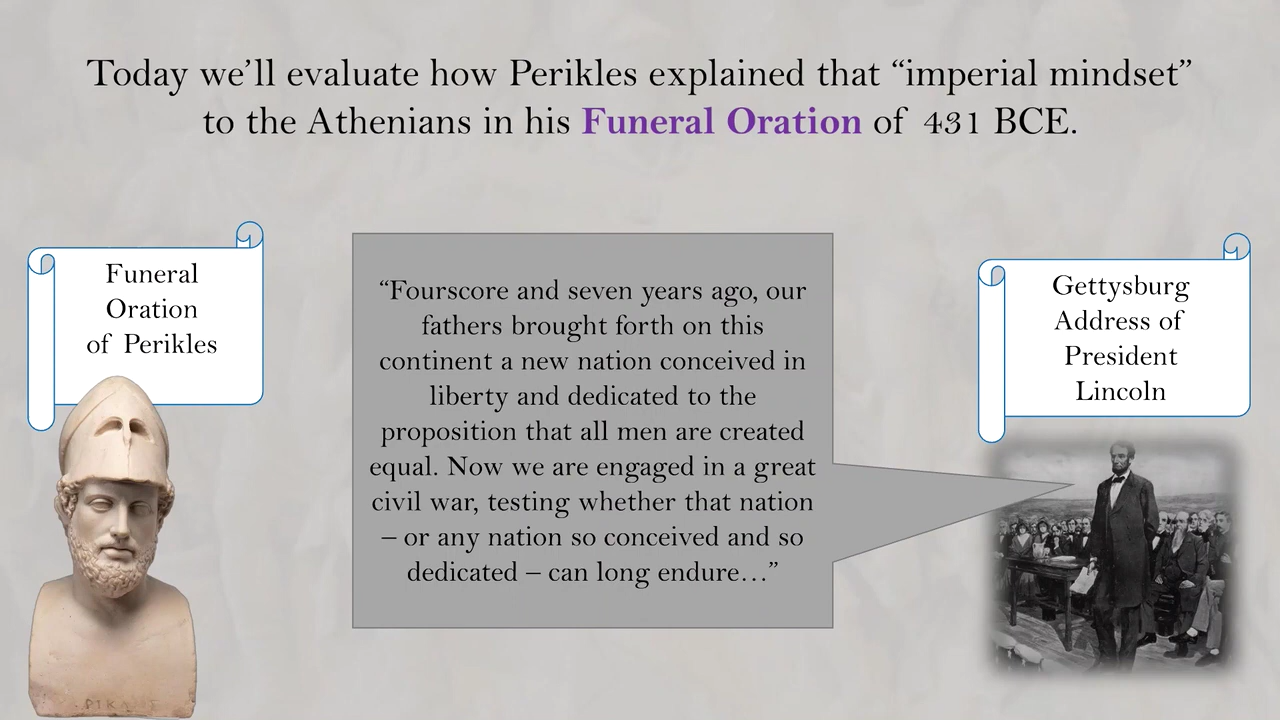 Today we’ll evaluate how Perikles explained that “imperial mindset”
to the Athenians in his Funeral Oration of 431 BCE.
Funeral
Oration
of Perikles
“Fourscore and seven years ago, our
fathers brought forth on this
continent a new nation conceived in
liberty and dedicated to the
proposition that all men are created
equal. Now we are engaged in a great
civil war, testing whether that nation
– or any nation so conceived and so
dedicated – can long endure…”
Gettysburg
Address of
President
Lincoln